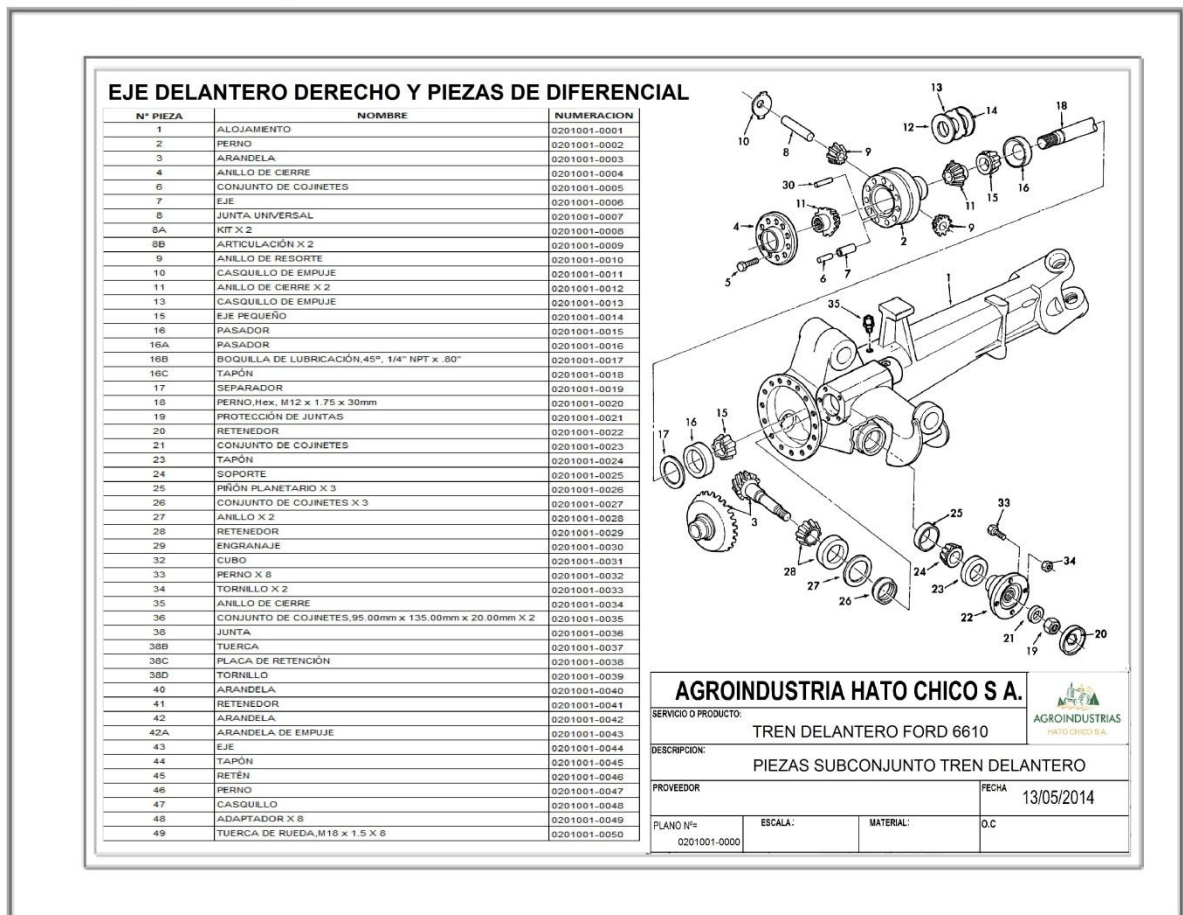 EJE DELANTERO DERECHO Y PIEZAS DE DIFERENCIAL
N° PIEZA NOMBRE NUMERACION
1 ALOJAMIENTO 0201001-0001
2 PERNO 0201001-0002
3 ARANDELA 0201001-0003
4 ANILLO DE CIERRE 0201001-0004
6 CONJUNTO DE COJINETES 0201001-0005
7 EJE 0201001-0006
8 JUNTA UNIVERSAL 0201001-0007
8A KIT X 2 0201001-0008
8B ARTICULACIÓN X 2 0201001-0009
9 ANILLO DE RESORTE 0201001-0010
10 CASQUILLO DE EMPUJE 0201001-0011
11 ANILLO DE CIERRE X 2 0201001-0012
13 CASQUILLO DE EMPUJE 0201001-0013
15 EJE PEQUEÑO 0201001-0014
16 PASADOR 0201001-0015
16A PASADOR 0201001-0016
16B BOQUILLA DE LUBRICACIÓN,45º, 1/4" NPT x .80" 0201001-0017
16C TAPÓN 0201001-0018
17 SEPARADOR 0201001-0019
18 PERNO,Hex, M12 x 1.75 x 30mm 0201001-0020
19 PROTECCIÓN DE JUNTAS 0201001-0021
20 RETENEDOR 0201001-0022
21 CONJUNTO DE COJINETES 0201001-0023
23 TAPÓN 0201001-0024
24 SOPORTE 0201001-0025
25 PIÑÓN PLANETARIO X 3 0201001-0026
26 CONJUNTO DE COJINETES X 3 0201001-0027
27 ANILLO X 2 0201001-0028
28 RETENEDOR 0201001-0029
29 ENGRANAJE 0201001-0030
32 CUBO 0201001-0031
33 PERNO X 8 0201001-0032
34 TORNILLO X 2 0201001-0033
35 ANILLO DE CIERRE 0201001-0034
36 CONJUNTO DE COJINETES,95.00mm x 135.00mm x 20.00mm X 2 0201001-0035
38 JUNTA 0201001-0036
38B TUERCA 0201001-0037
38C PLACA DE RETENCIÓN 0201001-0038
38D TORNILLO 0201001-0039
40 ARANDELA 0201001-0040
41 RETENEDOR 0201001-0041
42 ARANDELA 0201001-0042
42A ARANDELA DE EMPUJE 0201001-0043
43 EJE 0201001-0044
44 TAPÓN 0201001-0045
45 RETÉN 0201001-0046
46 PERNO 0201001-0047
47 CASQUILLO 0201001-0048
48 ADAPTADOR X 8 0201001-0049
49 TUERCA DE RUEDA,M18 x 1.5 X 8 0201001-0050
13
14
18
10
12
8
9
30
11
15
16
11
4
2
9
5
6
7
1
35
15
16
17
3
33
25
34
28
24
27
23
26
22
21
20
19
AGROINDUSTRIA HATO CHICO S A.
SERVICIO O PRODUCTO:
TREN DELANTERO FORD 6610
AGROINDUSTRIAS
HATO CHICO S.A.
DESCRIPCION:
PIEZAS SUBCONJUNTO TREN DELANTERO
PROVEEDOR
FECHA 13/05/2014
PLANO Nº=
0201001-0000
ESCALA:
MATERIAL:
O.C